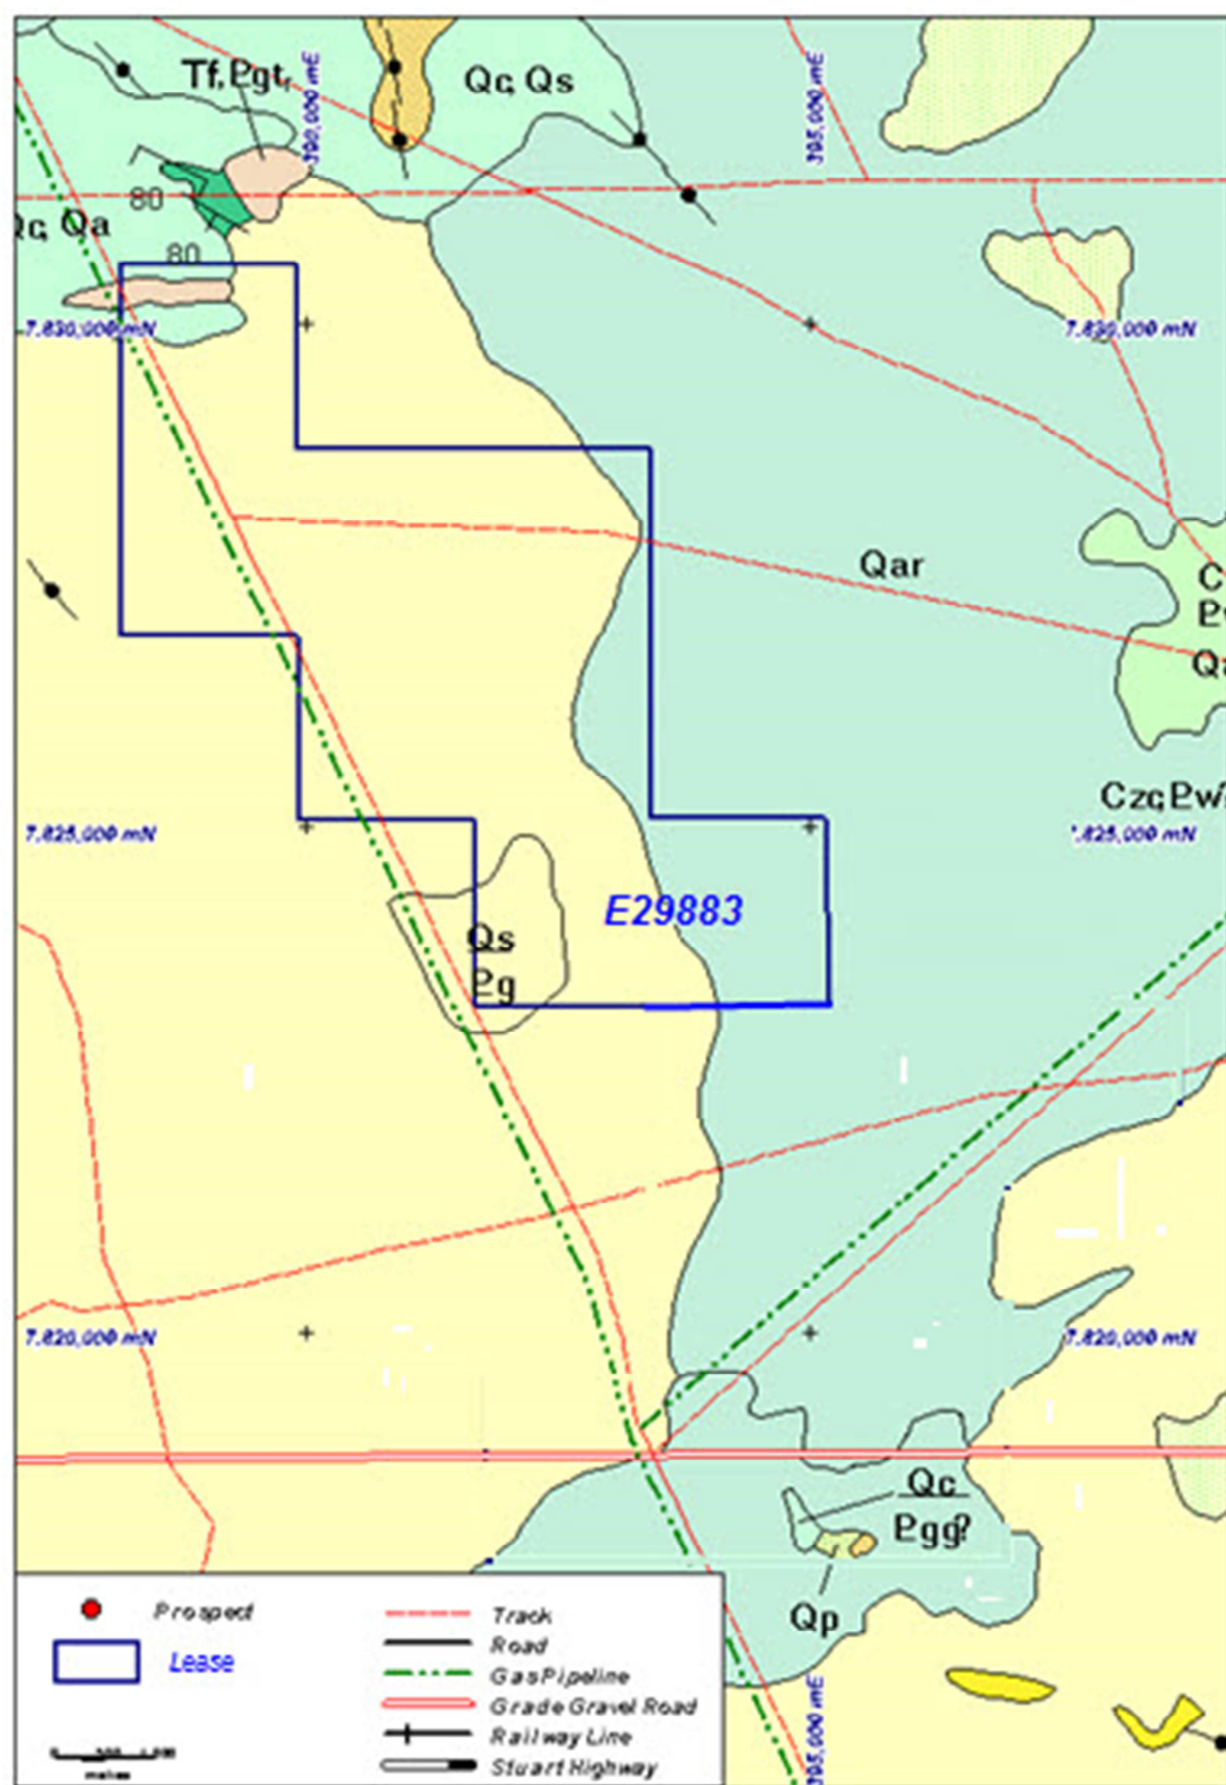 Tf, Pgt,
390,000 mE
Qc, Qs
395,000 mE
80
Qc, Qa
80
7,830,000 mN
7,830,000 mN
Qar
Qa
Czc, Pw
7,825,000 mN
7,825,000 mN
E29883
Qs
Pg
7,820,000 mN
7,820,000 mN
Qc
Pgg?
Qp
395,000 mE
Prospect
Lease
Track
Road
Gas Pipeline
Grade Gravel Road
Railway Line
Stuart Highway
metres